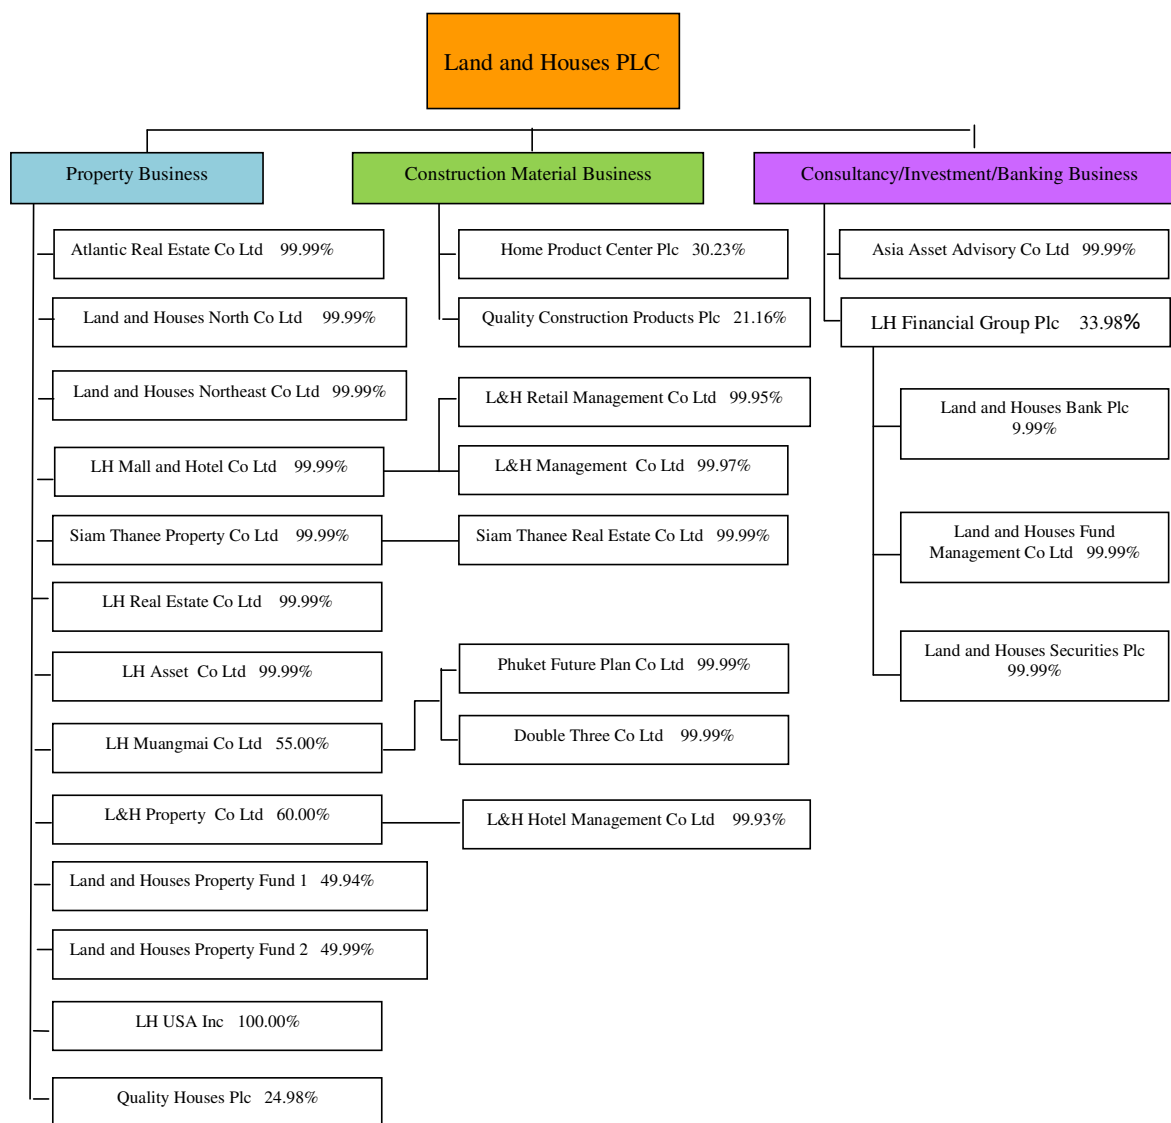 Land and Houses PLC
Property Business
Construction Material Business
Consultancy/Investment/Banking Business
Atlantic Real Estate Co Ltd 99.99%
Home Product Center Plc 30.23%
Asia Asset Advisory Co Ltd 99.99%
Land and Houses North Co Ltd 99.99%
Quality Construction Products Plc 21.16%
LH Financial Group Plc 33.98%
Land and Houses Northeast Co Ltd 99.99%
L&H Retail Management Co Ltd 99.95%
Land and Houses Bank Plc
9.99%
LH Mall and Hotel Co Ltd 99.99%
L&H Management Co Ltd 99.97%
Siam Thanee Property Co Ltd 99.99%
Siam Thanee Real Estate Co Ltd 99.99%
Land and Houses Fund
Management Co Ltd 99.99%
LH Real Estate Co Ltd 99.99%
LH Asset Co Ltd 99.99%
Phuket Future Plan Co Ltd 99.99%
Land and Houses Securities Plc
99.99%
LH Muangmai Co Ltd 55.00%
Double Three Co Ltd 99.99%
L&H Property Co Ltd 60.00%
L&H Hotel Management Co Ltd 99.93%
Land and Houses Property Fund 1 49.94%
Land and Houses Property Fund 2 49.99%
LH USA Inc 100.00%
Quality Houses Plc 24.98%